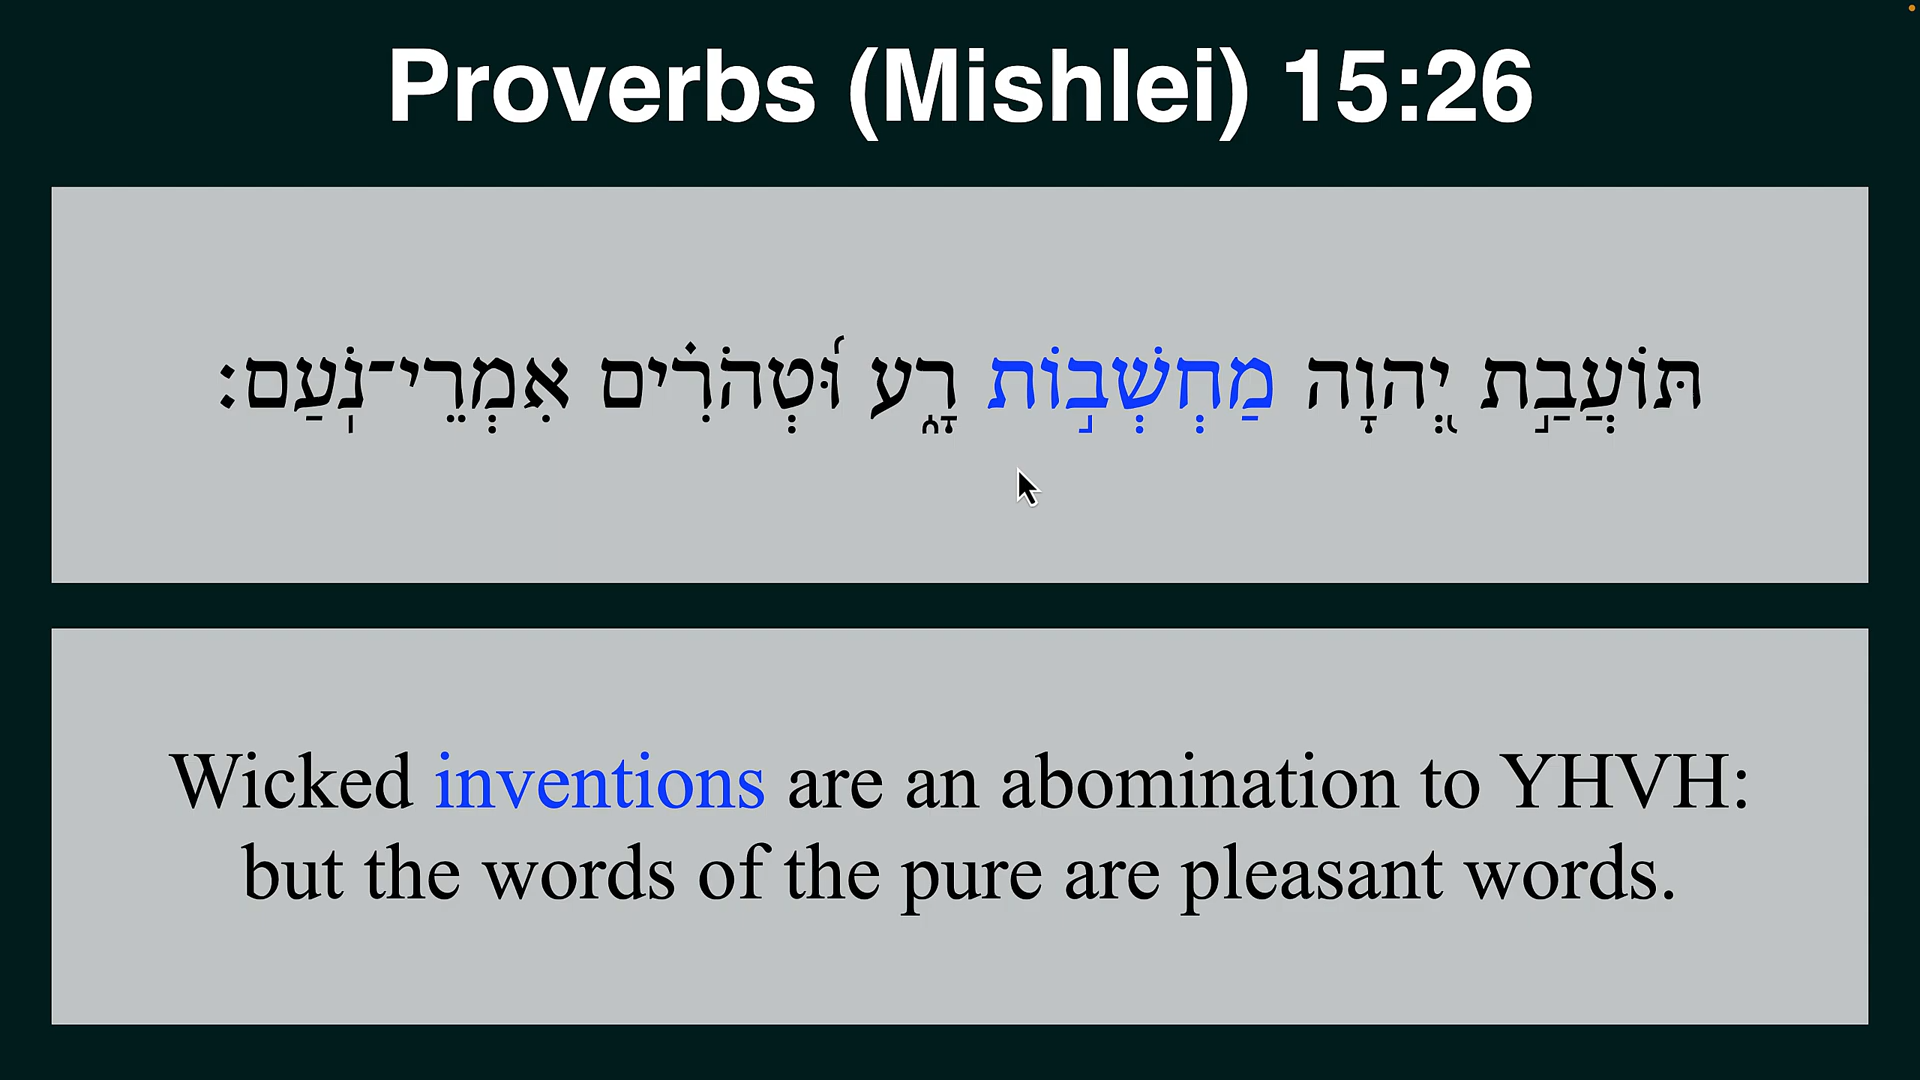 Proverbs (Mishlei) 15:26
תּוֹעֲבַ֣ת יְ֭הוָה מַחְשְׁב֣וֹת רָ֑ע וּ֝טְהֹרִ֗ים אִמְרֵי־נֹֽעַם׃
Wicked inventions are an abomination to YHVH:
but the words of the pure are pleasant words.